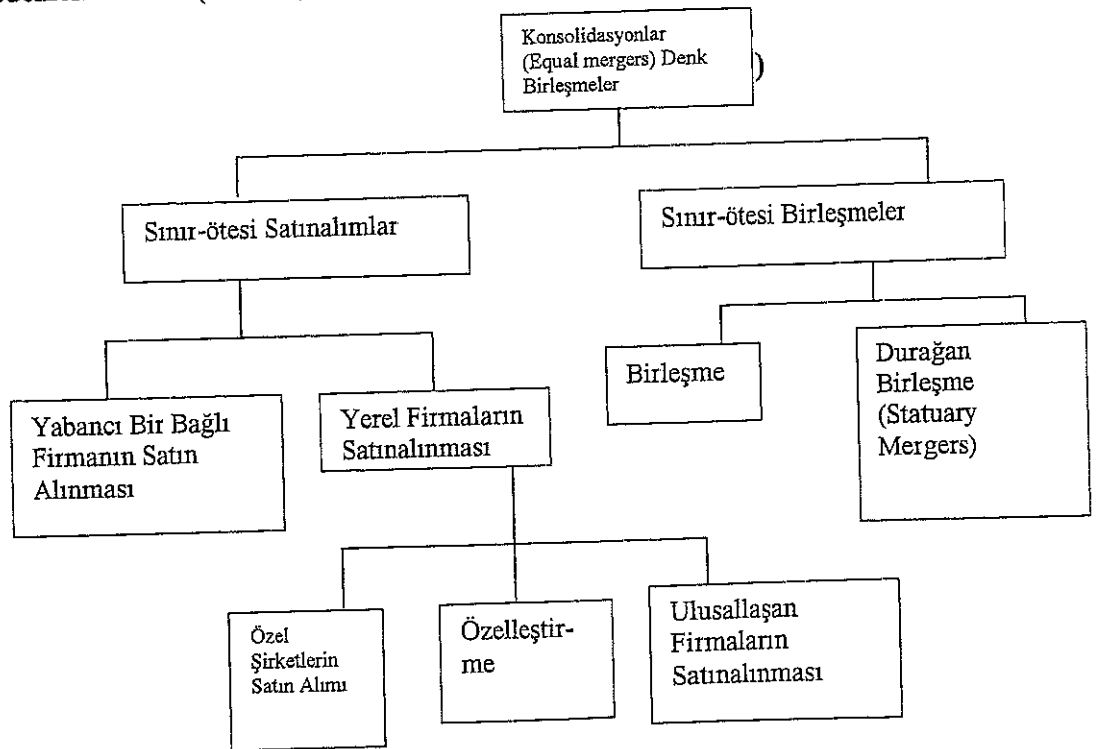 Konsolidasyonlar
(Equal mergers) Denk
Birleşmeler
)
Sınır-ötesi Satınalımlar
Sınır-ötesi Birleşmeler
Yabancı Bir Bağlı
Firmanın Satın
Alınması
Yerel Firmaların
Satınalınması
Birleşme
Durağan
Birleşme
(Statuary
Mergers)
Özel
Şirketlerin
Satın Alımı
Özelleştir-
me
Ulusallaşan
Firmaların
Satınalınması